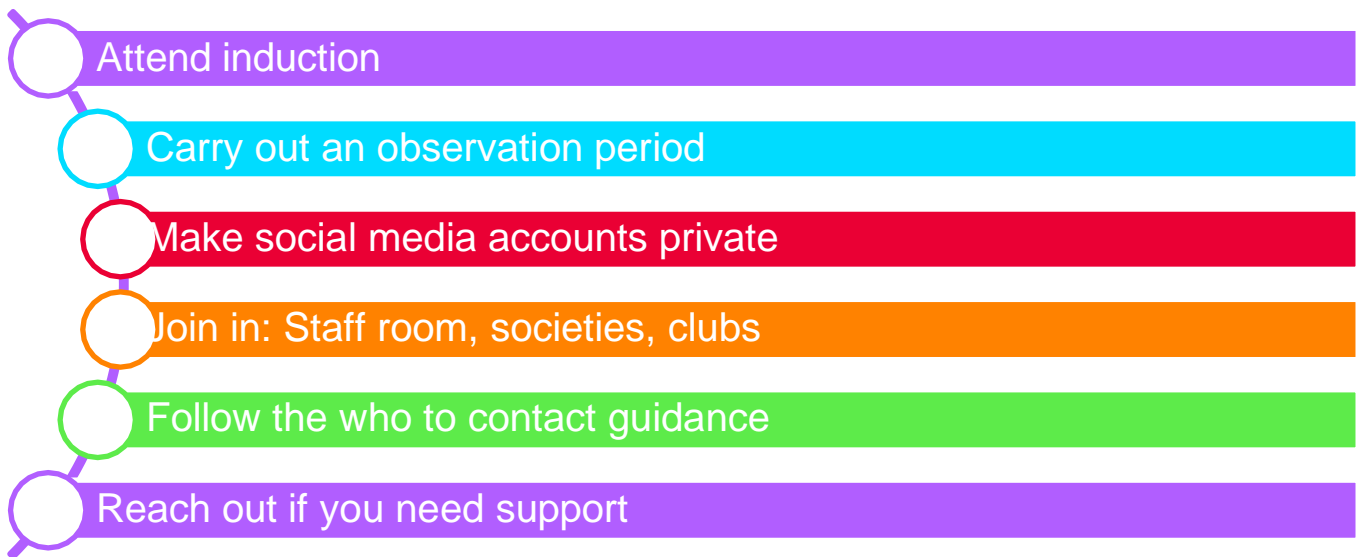 Attend induction
Carry out an observation period
Make social media accounts private
Join in: Staff room, societies, clubs
Follow the who to contact guidance
Reach out if you need support